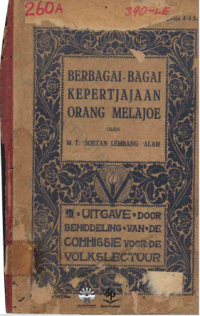 260A
390-LE
BERBAGAI-BAGAI
KEPERTJAJAAN
ORANG MELAJOE
OLEH
M. T. SOETAN LEMBANG ALAM
UITGAVE DOOR
BEMIDDELING VAN DE
COMMISSIE VOOR DE
VOLKSLECTUUR